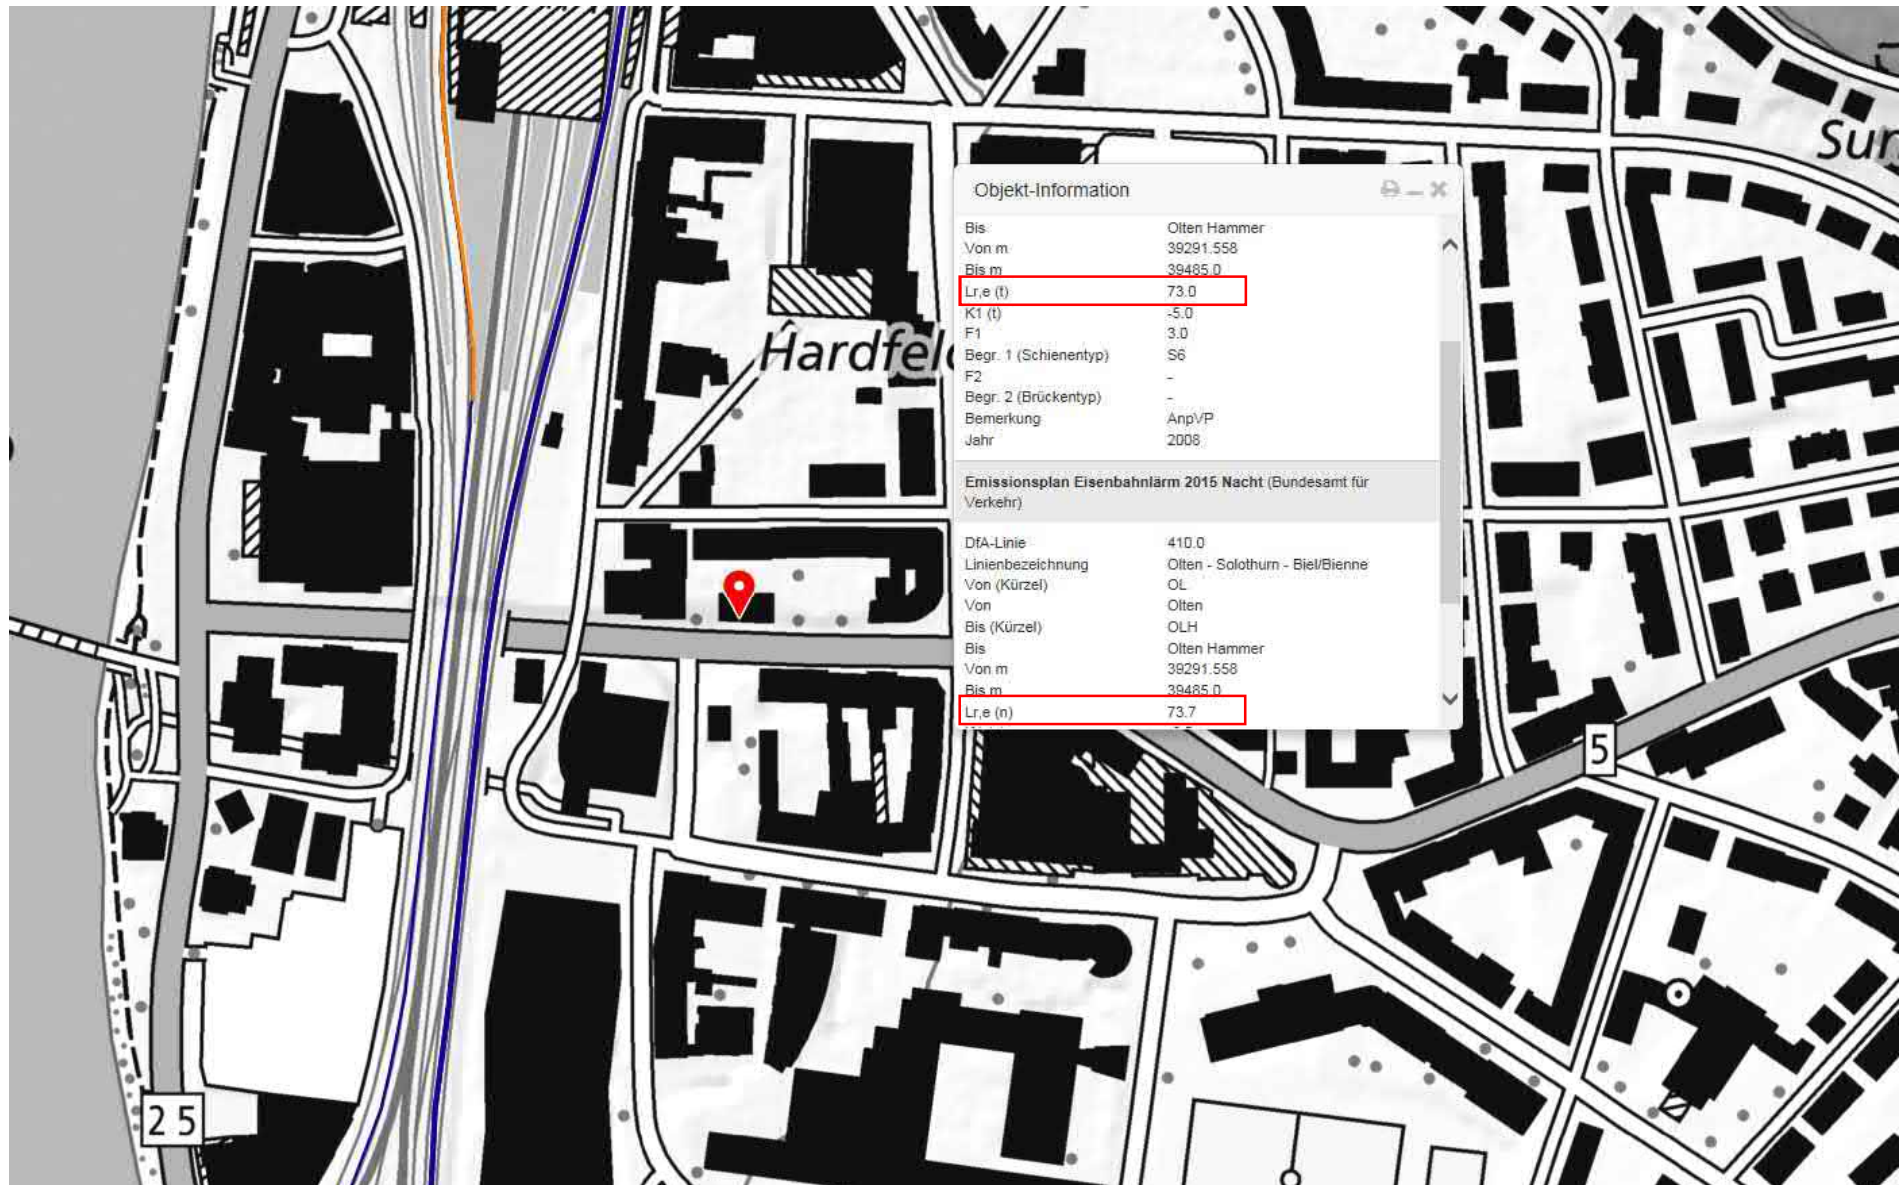 Sur
Hardfel
5
2 5
Objekt-Information
Bis Olten Hammer
Von m 39291.558
Bis m 39485.0
Lr,e (t) 73.0
K1 (t) -5.0
F1 3.0
Begr. 1 (Schienentyp) S6
F2 -
Begr. 2 (Brückentyp) -
Bemerkung AnpVP
Jahr 2008
Emissionsplan Eisenbahnlärm 2015 Nacht (Bundesamt für
Verkehr)
DfA-Linie 410.0
Linienbezeichnung Olten - Solothurn - Biel/Bienne
Von (Kürzel) OL
Von Olten
Bis (Kürzel) OLH
Bis Olten Hammer
Von m 39291.558
Bis m 39485.0
Lr,e (n) 73.7